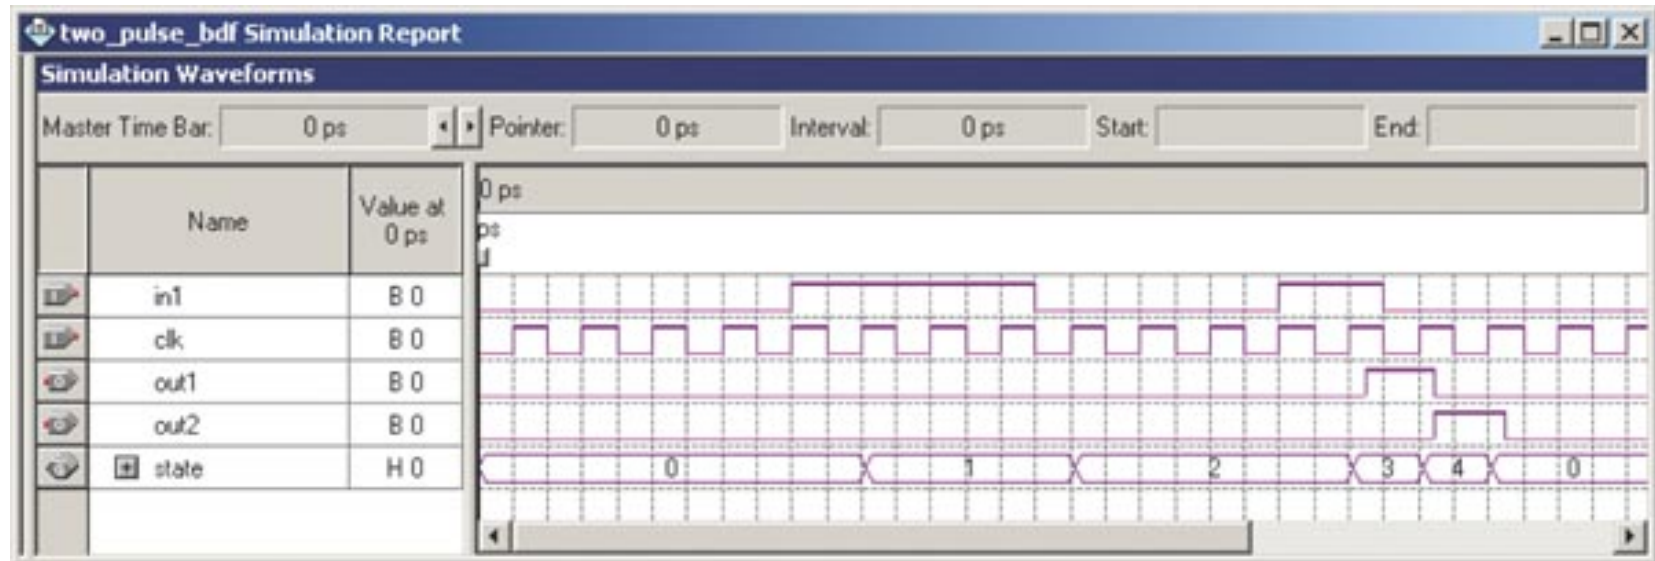 two_pulse_bdf Simulation Report
Simulation Waveforms
Master Time Bar: 0 ps Pointer: 0 ps Interval: 0 ps Start: End:
Name
Value at
0 ps
0 ps
ps
in1 B 0
clk B 0
out1 B 0
out2 B 0
state H 0 0 1 2 3 4 0